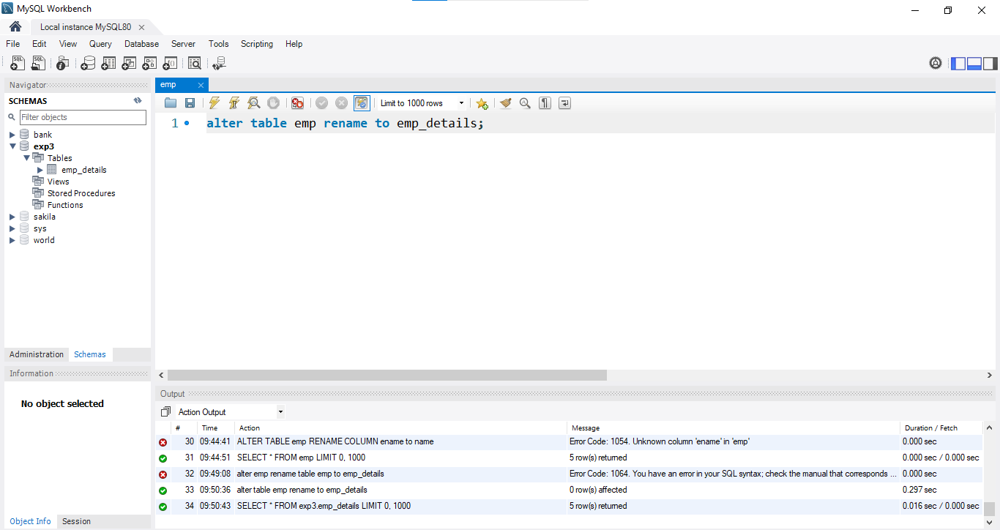 MySQL Workbench
Local instance MySQL80
File Edit View Query Database Server Tools Scripting Help
Navigator
SCHEMAS
Filter objects
bank
exp3
Tables
emp_details
Views
Stored Procedures
Functions
sakila
sys
world
Administration Schemas
Information
No object selected
Object Info Session
emp
Limit to 1000 rows
1 alter table emp rename to emp_details;
Output
Action Output
# Time Action Message Duration / Fetch
30 09:44:41 ALTER TABLE emp RENAME COLUMN ename to name Error Code: 1054. Unknown column 'ename' in 'emp' 0.000 sec
31 09:44:51 SELECT * FROM emp LIMIT 0, 1000 5 row(s) returned 0.000 sec / 0.000 sec
32 09:49:08 alter emp rename table emp to emp_details Error Code: 1064. You have an error in your SQL syntax; check the manual that corresponds ... 0.000 sec
33 09:50:36 alter table emp rename to emp_details 0 row(s) affected 0.297 sec
34 09:50:43 SELECT * FROM exp3.emp_details LIMIT 0, 1000 5 row(s) returned 0.016 sec / 0.000 sec